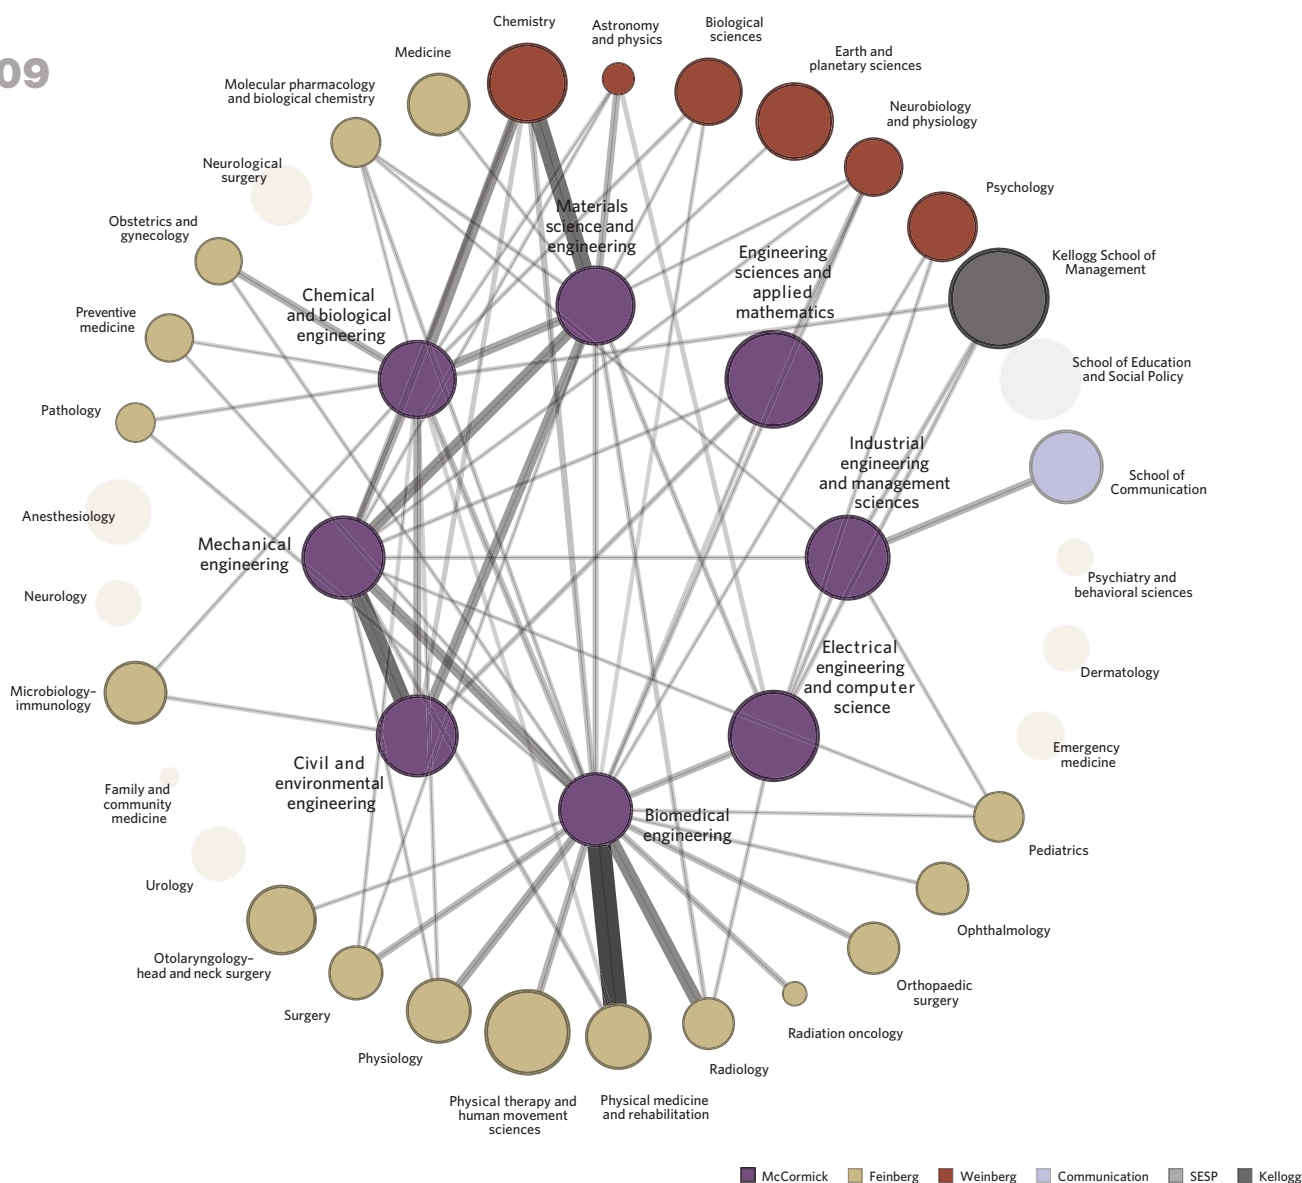 09
Chemistry
Astronomy
and physics
Biological
sciences
Medicine
Earth and
planetary sciences
Molecular pharmacology
and biological chemistry
Neurobiology
and physiology
Neurological
surgery
Psychology
Materials
science and
engineering
Obstetrics and
gynecology
Engineering
sciences and
applied
mathematics
Kellogg School of
Management
Chemical
and biological
engineering
Preventive
medicine
School of Education
and Social Policy
Pathology
Industrial
engineering
and management
sciences
School of
Communication
Anesthesiology
Mechanical
engineering
Psychiatry and
behavioral sciences
Neurology
Electrical
engineering
and computer
science
Dermatology
Microbiology–
immunology
Emergency
medicine
Civil and
environmental
engineering
Family and
community
medicine
Biomedical
engineering
Pediatrics
Urology
Ophthalmology
Otolaryngology–
head and neck surgery
Orthopaedic
surgery
Surgery
Radiation oncology
Physiology
Radiology
Physical therapy and
human movement
sciences
Physical medicine
and rehabilitation
McCormick Feinberg Weinberg Communication SESP Kellogg